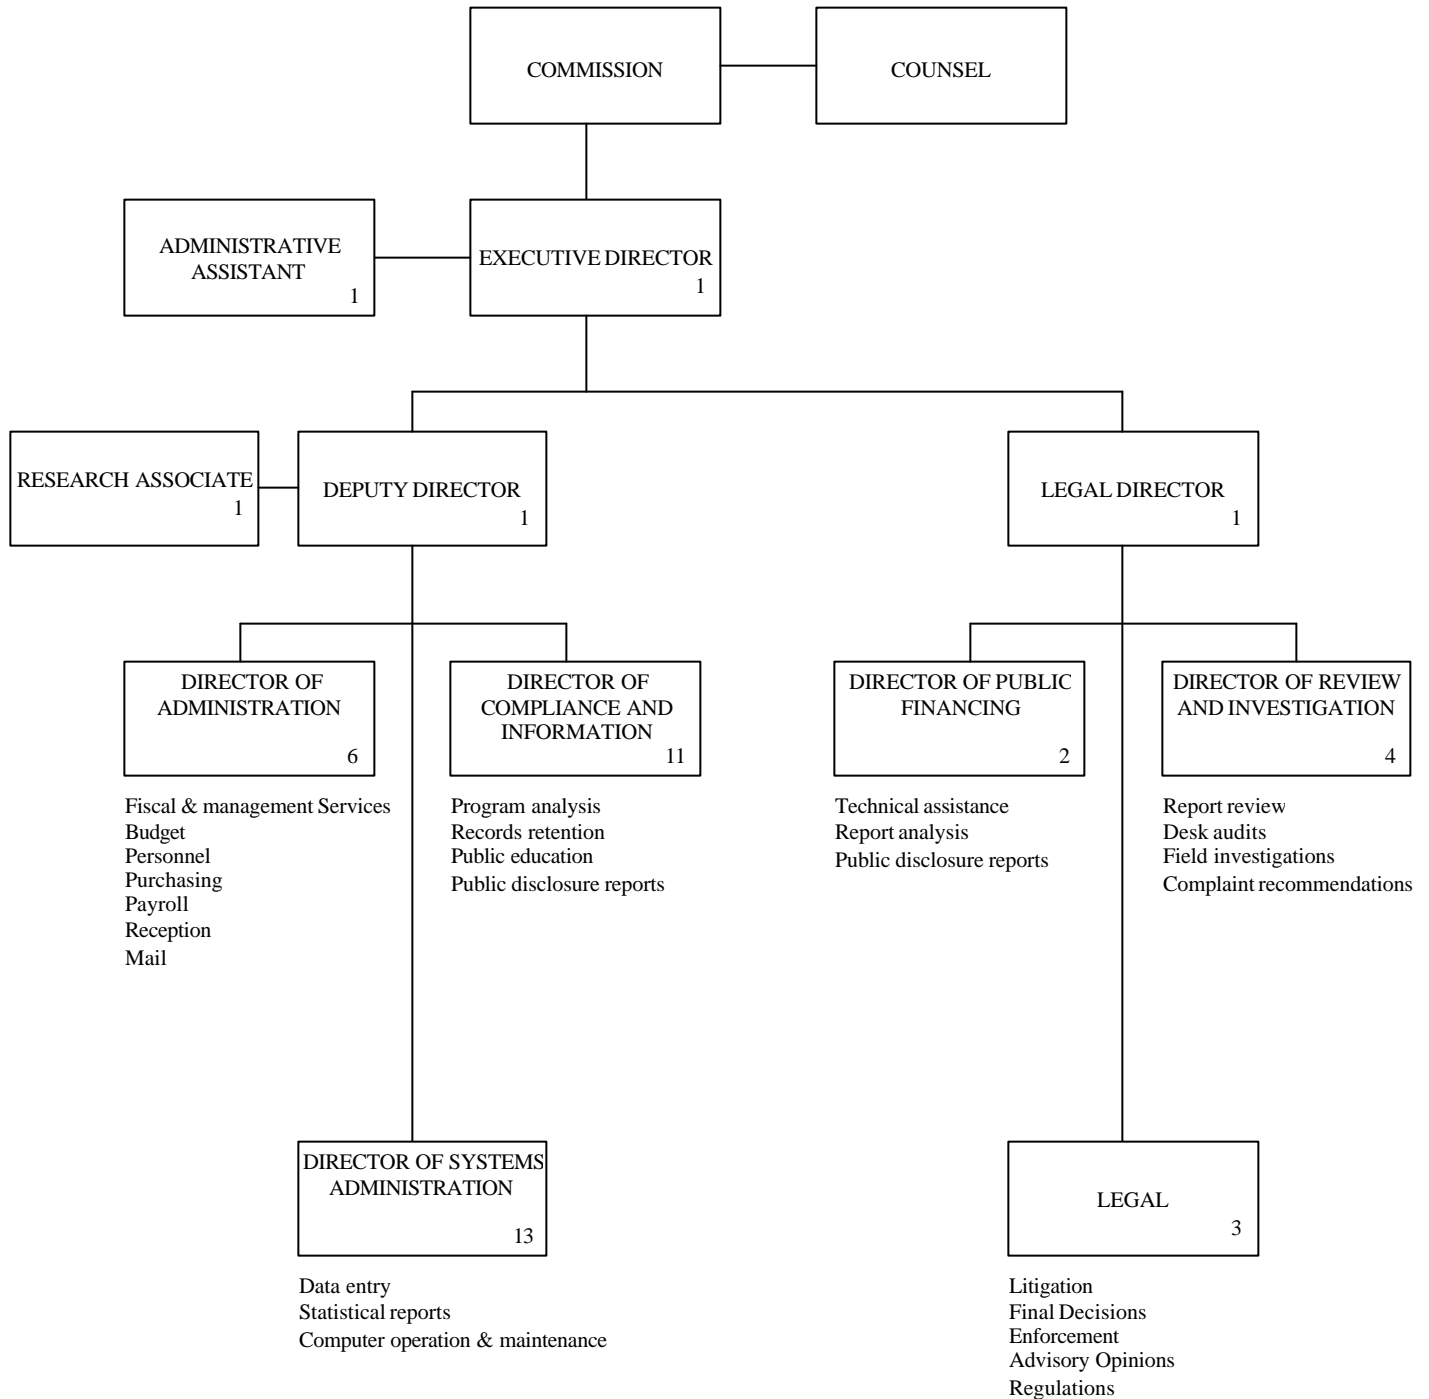 COMMISSION
COUNSEL
ADMINISTRATIVE
ASSISTANT
1
EXECUTIVE DIRECTOR
1
RESEARCH ASSOCIATE
1
DEPUTY DIRECTOR
1
LEGAL DIRECTOR
1
DIRECTOR OF
ADMINISTRATION
6
Fiscal & management Services
Budget
Personnel
Purchasing
Payroll
Reception
Mail
DIRECTOR OF
COMPLIANCE AND
INFORMATION
11
Program analysis
Records retention
Public education
Public disclosure reports
DIRECTOR OF PUBLIC
FINANCING
2
Technical assistance
Report analysis
Public disclosure reports
DIRECTOR OF REVIEW
AND INVESTIGATION
4
Report review
Desk audits
Field investigations
Complaint recommendations
DIRECTOR OF SYSTEMS
ADMINISTRATION
13
Data entry
Statistical reports
Computer operation & maintenance
LEGAL
3
Litigation
Final Decisions
Enforcement
Advisory Opinions
Regulations